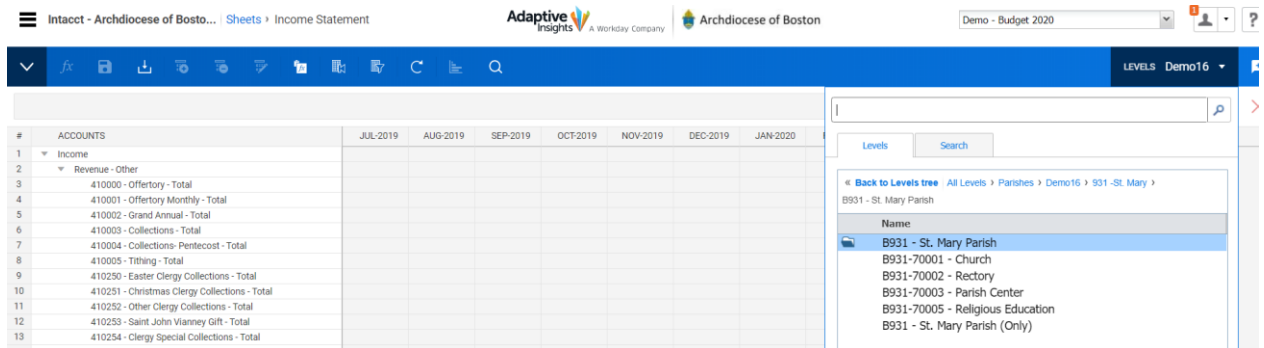 Intacct - Archdiocese of Bosto... Sheets › Income Statement
Adaptive Insights A Workday Company
Archdiocese of Boston
Demo - Budget 2020
1
?
fx
LEVELS Demo16
# ACCOUNTS JUL-2019 AUG-2019 SEP-2019 OCT-2019 NOV-2019 DEC-2019 JAN-2020
1 Income
2 Revenue - Other
3 410000 - Offertory - Total
4 410001 - Offertory Monthly - Total
5 410002 - Grand Annual - Total
6 410003 - Collections - Total
7 410004 - Collections- Pentecost - Total
8 410005 - Tithing - Total
9 410250 - Easter Clergy Collections - Total
10 410251 - Christmas Clergy Collections - Total
11 410252 - Other Clergy Collections - Total
12 410253 - Saint John Vianney Gift - Total
13 410254 - Clergy Special Collections - Total
Levels Search
« Back to Levels tree All Levels › Parishes › Demo16 › 931 -St. Mary ›
B931 - St. Mary Parish
Name
B931 - St. Mary Parish
B931-70001 - Church
B931-70002 - Rectory
B931-70003 - Parish Center
B931-70005 - Religious Education
B931 - St. Mary Parish (Only)